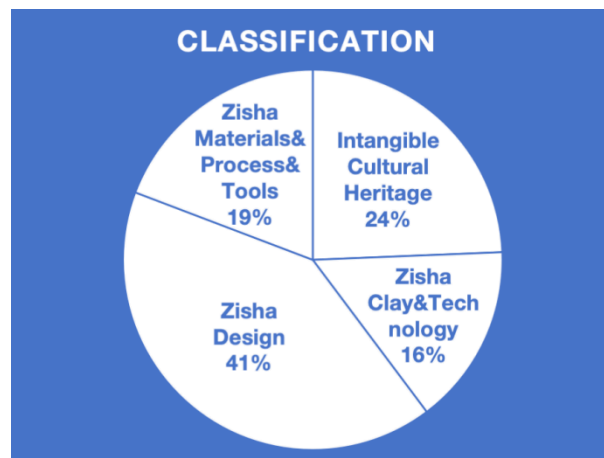 CLASSIFICATION
Zisha
Materials&
Process&
Tools
19%
Intangible
Cultural
Heritage
24%
Zisha
Design
41%
Zisha
Clay&Tech
nology
16%